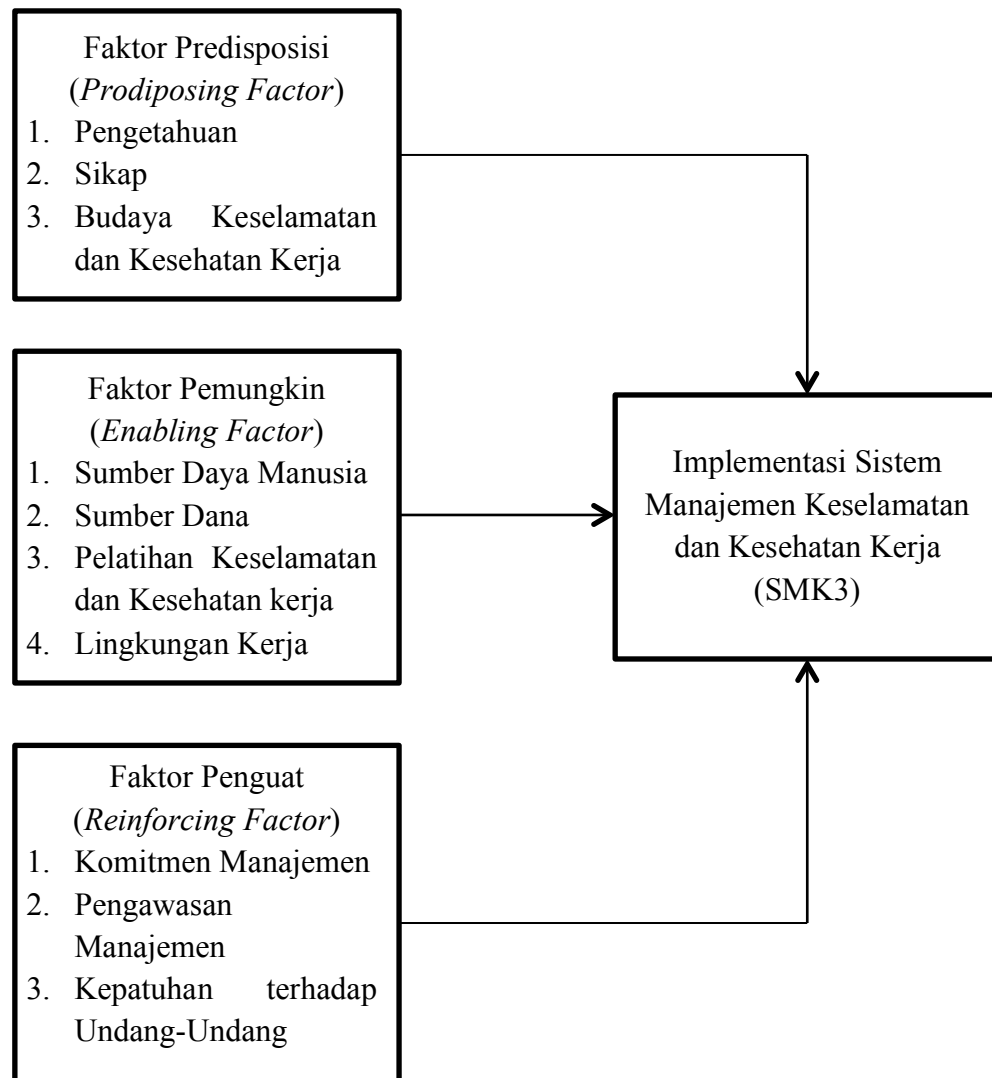 Faktor Predisposisi
(Prodiposing Factor)
1. Pengetahuan
2. Sikap
3. Budaya Keselamatan
dan Kesehatan Kerja
Faktor Pemungkin
(Enabling Factor)
1. Sumber Daya Manusia
2. Sumber Dana
3. Pelatihan Keselamatan
dan Kesehatan kerja
4. Lingkungan Kerja
Implementasi Sistem
Manajemen Keselamatan
dan Kesehatan Kerja
(SMK3)
Faktor Penguat
(Reinforcing Factor)
1. Komitmen Manajemen
2. Pengawasan
Manajemen
3. Kepatuhan terhadap
Undang-Undang